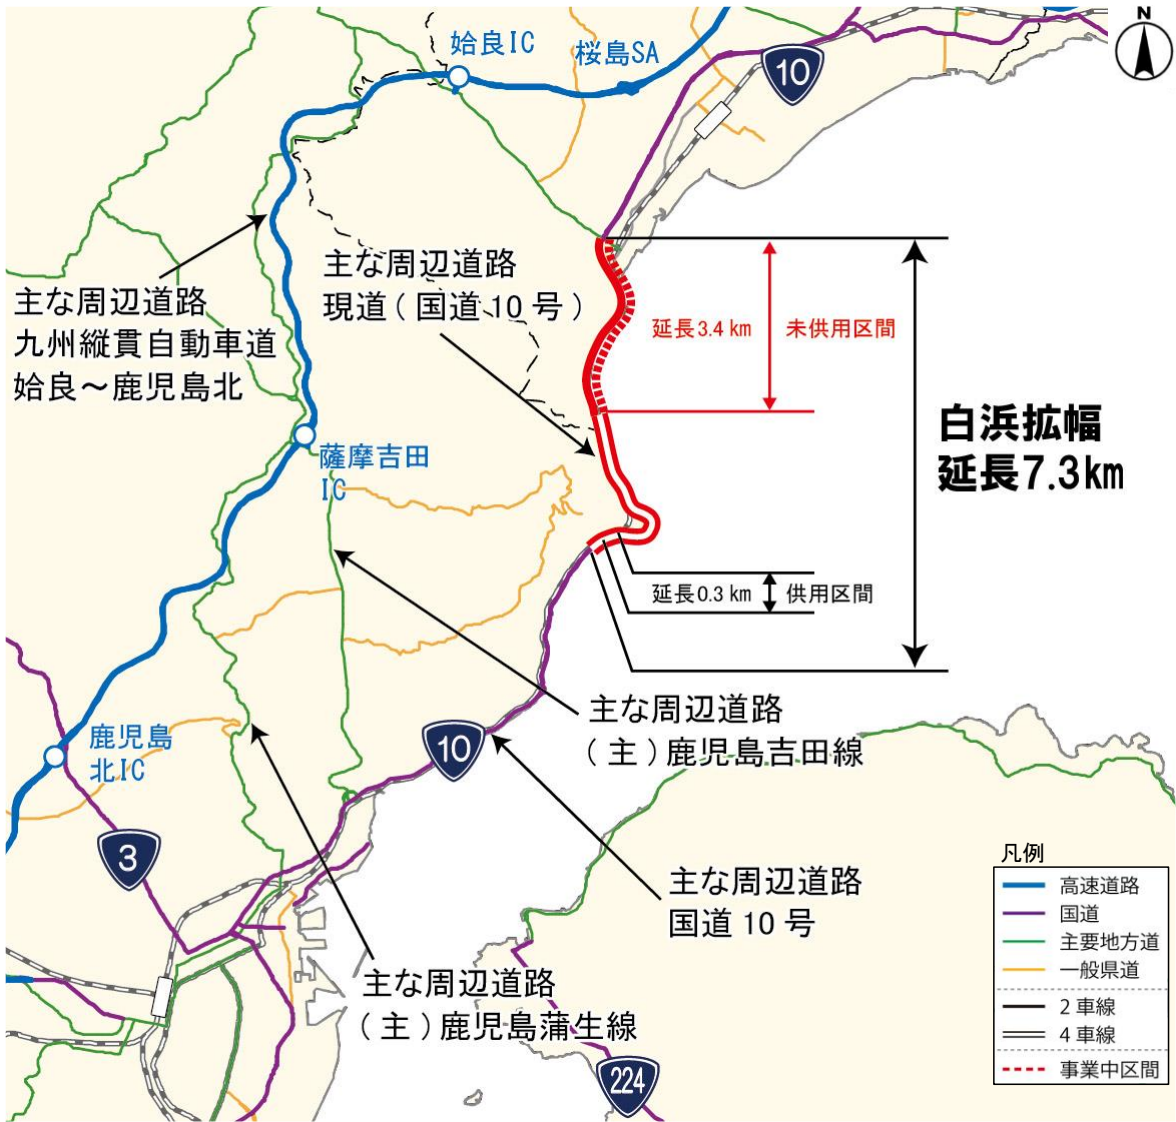 N
姶良IC
桜島SA
10
主な周辺道路
九州縦貫自動車道
姶良～鹿児島北
主な周辺道路
現道(国道10号)
延長3.4km
未供用区間
白浜拡幅
延長7.3km
薩摩吉田
IC
延長0.3km
供用区間
鹿児島
北IC
10
主な周辺道路
(主)鹿児島吉田線
3
主な周辺道路
国道10号
主な周辺道路
(主)鹿児島蒲生線
224
凡例
高速道路
国道
主要地方道
一般県道
2車線
4車線
事業中区間